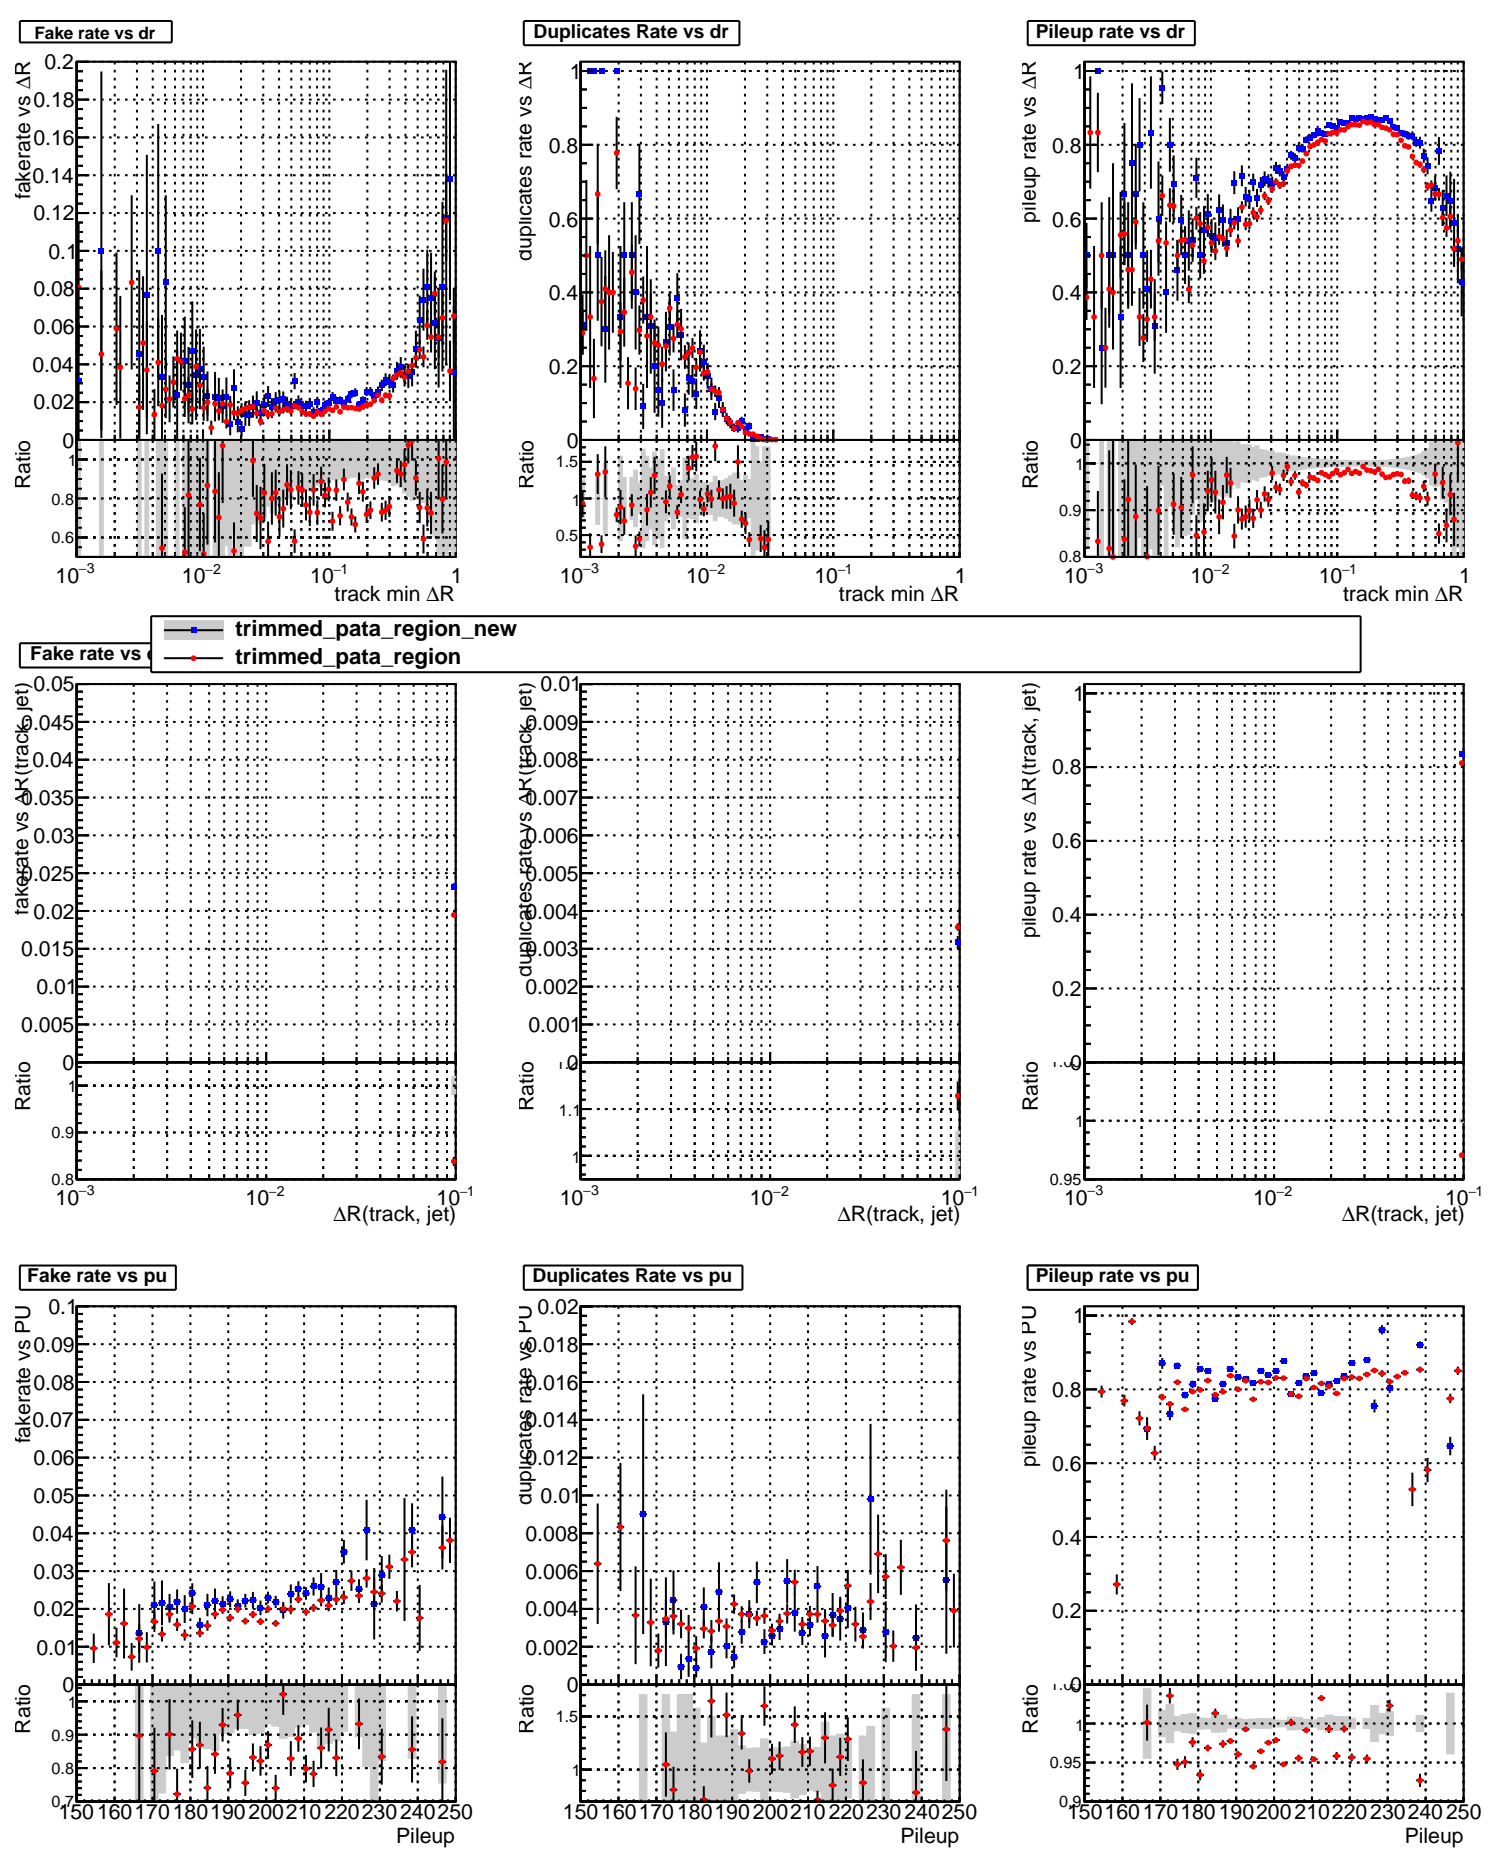 Fake rate vs dr
Duplicates Rate vs dr
Pileup rate vs dr
fakerate vs ΔR
0.2
0.18
0.16
0.14
0.12
0.1
0.08
0.06
0.04
0.02
0
Ratio
1
0.8
0.6
10⁻³ 10⁻² 10⁻¹ 1
track min ΔR
duplicates rate vs ΔR
1
0.8
0.6
0.4
0.2
0
Ratio
1.5
1
0.5
10⁻³ 10⁻² 10⁻¹ 1
track min ΔR
pileup rate vs ΔR
1
0.8
0.6
0.4
0.2
0
Ratio
1
0.9
0.8
10⁻³ 10⁻² 10⁻¹ 1
track min ΔR
trimmed_pata_region_new
trimmed_pata_region
Fake rate vs
fakerate vs ΔR(track, jet)
0.05
0.045
0.04
0.035
0.03
0.025
0.02
0.015
0.01
0.005
0
Ratio
1
0.9
0.8
10⁻³ 10⁻² 10⁻¹
ΔR(track, jet)
duplicates rate vs ΔR(track, jet)
0.01
0.009
0.008
0.007
0.006
0.005
0.004
0.003
0.002
0.001
0
Ratio
1.1
1
10⁻³ 10⁻² 10⁻¹
ΔR(track, jet)
pileup rate vs ΔR(track, jet)
1
0.8
0.6
0.4
0.2
0
Ratio
1
0.95
10⁻³ 10⁻² 10⁻¹
ΔR(track, jet)
Fake rate vs pu
Duplicates Rate vs pu
Pileup rate vs pu
fakerate vs PU
0.1
0.09
0.08
0.07
0.06
0.05
0.04
0.03
0.02
0.01
0
Ratio
1
0.9
0.8
0.7
150 160 170 180 190 200 210 220 230 240 250
Pileup
duplicates rate vs PU
0.02
0.018
0.016
0.014
0.012
0.01
0.008
0.006
0.004
0.002
0
Ratio
1.5
1
150 160 170 180 190 200 210 220 230 240 250
Pileup
pileup rate vs PU
1
0.8
0.6
0.4
0.2
0
Ratio
1
0.95
0.9
150 160 170 180 190 200 210 220 230 240 250
Pileup